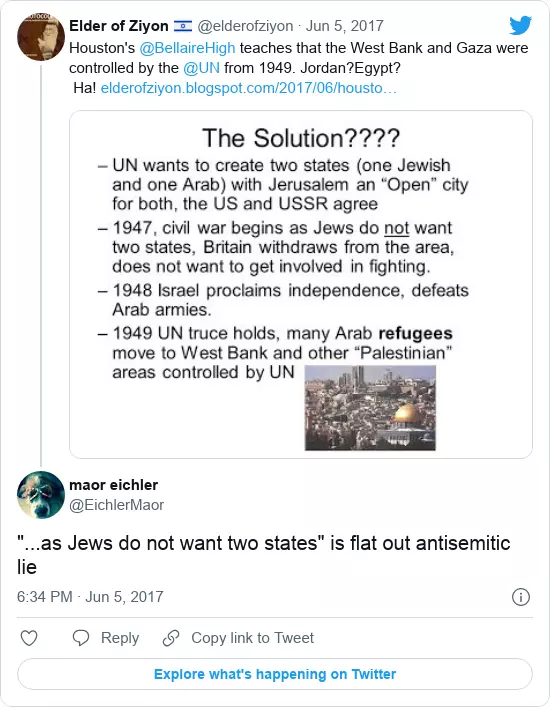 Elder of Ziyon 🇮🇱 @elderofziyon · Jun 5, 2017
Houston's @BellaireHigh teaches that the West Bank and Gaza were
controlled by the @UN from 1949. Jordan?Egypt?
Ha! elderofziyon.blogspot.com/2017/06/housto…
The Solution????
– UN wants to create two states (one Jewish
and one Arab) with Jerusalem an “Open” city
for both, the US and USSR agree
– 1947, civil war begins as Jews do not want
two states, Britain withdraws from the area,
does not want to get involved in fighting.
– 1948 Israel proclaims independence, defeats
Arab armies.
– 1949 UN truce holds, many Arab refugees
move to West Bank and other “Palestinian”
areas controlled by UN
maor eichler
@EichlerMaor
"...as Jews do not want two states" is flat out antisemitic
lie
6:34 PM · Jun 5, 2017
Reply
Copy link to Tweet
Explore what's happening on Twitter